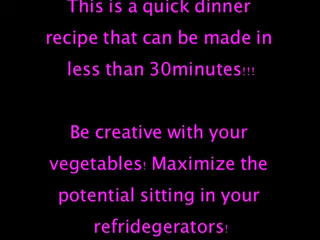 This is a quick dinner
recipe that can be made in
less than 30minutes!!!
Be creative with your
vegetables! Maximize the
potential sitting in your
refridegerators!